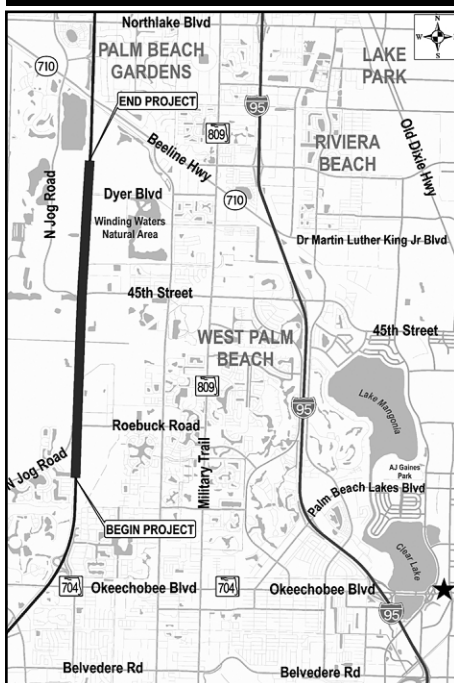 Northlake Blvd
N
W
E
S
PALM BEACH
GARDENS
LAKE
PARK
710
END PROJECT
95
809
Old Dixie Hwy
Beeline Hwy
RIVIERA
BEACH
N Jog Road
Dyer Blvd
710
Winding Waters
Natural Area
Dr Martin Luther King Jr Blvd
45th Street
WEST PALM
BEACH
45th Street
809
Lake Mangonia
95
Roebuck Road
Military Trail
N Jog Road
AJ Gaines
Park
Palm Beach Lakes Blvd
BEGIN PROJECT
Clear Lake
704
Okeechobee Blvd
704
Okeechobee Blvd
95
Belvedere Rd
Belvedere Rd